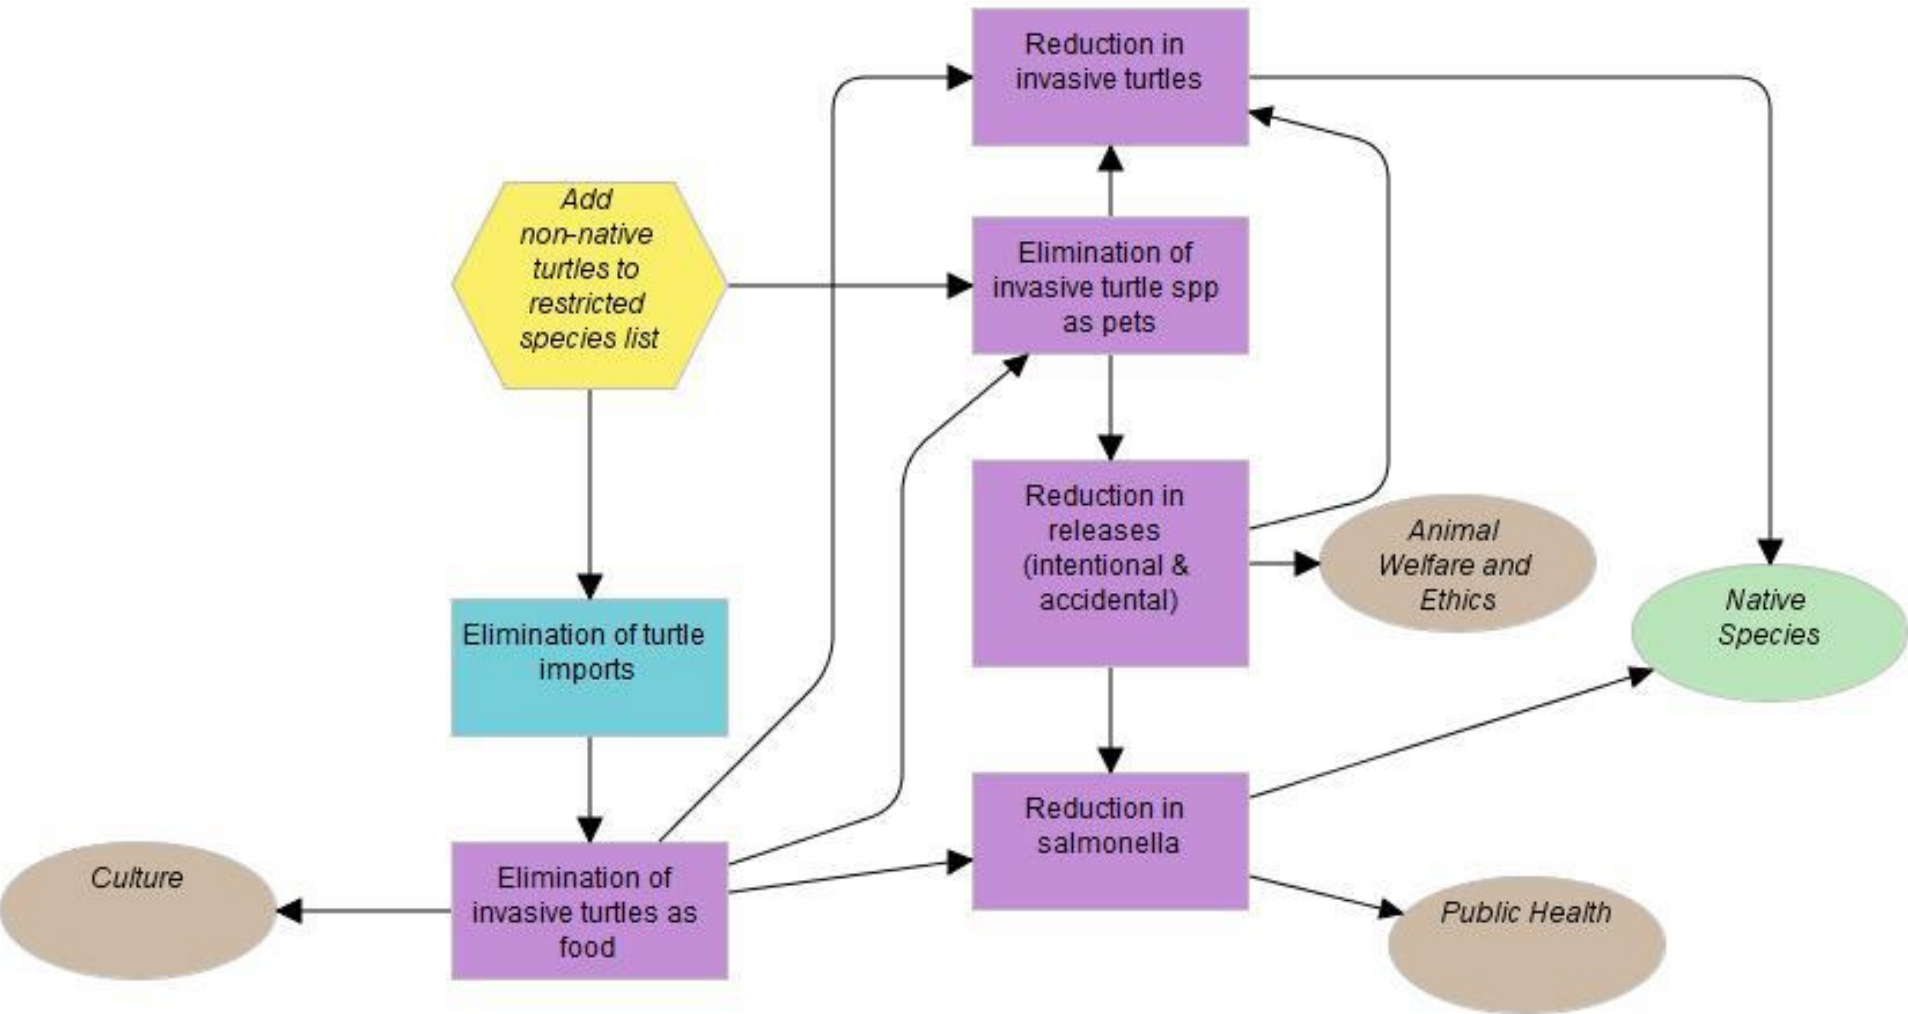 Reduction in
invasive turtles
Add
non-native
turtles to
restricted
species list
Elimination of
invasive turtle spp
as pets
Reduction in
releases
(intentional &
accidental)
Animal
Welfare and
Ethics
Native
Species
Elimination of turtle
imports
Reduction in
salmonella
Culture
Elimination of
invasive turtles as
food
Public Health